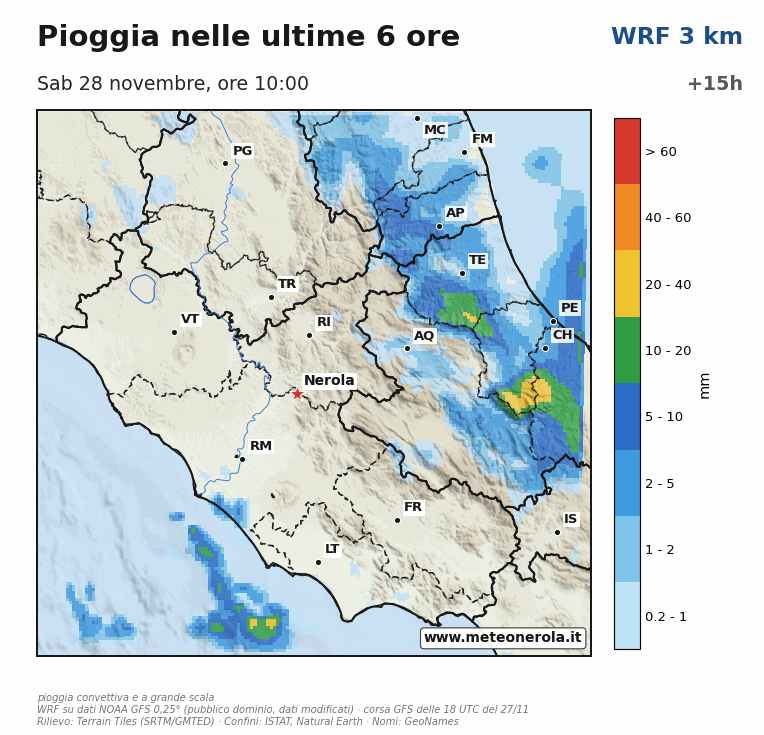 Pioggia nelle ultime 6 ore
WRF 3 km
Sab 28 novembre, ore 10:00
+15h
MC
FM
PG
AP
TE
TR
PE
VT
RI
AQ
CH
Nerola
RM
FR
IS
LT
www.meteonerola.it
> 60
40 - 60
20 - 40
10 - 20
5 - 10
2 - 5
1 - 2
0.2 - 1
mm
pioggia convettiva e a grande scala
WRF su dati NOAA GFS 0,25° (pubblico dominio, dati modificati) · corsa GFS delle 18 UTC del 27/11
Rilievo: Terrain Tiles (SRTM/GMTED) · Confini: ISTAT, Natural Earth · Nomi: GeoNames